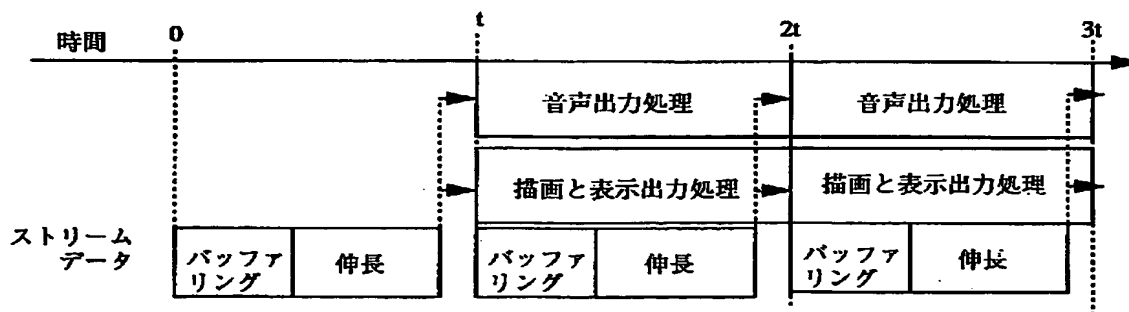 時間
0
t
2t
3t
音声出力処理
音声出力処理
描画と表示出力処理
描画と表示出力処理
ストリーム
データ
バッファ
リング
伸長
バッファ
リング
伸長
バッファ
リング
伸長